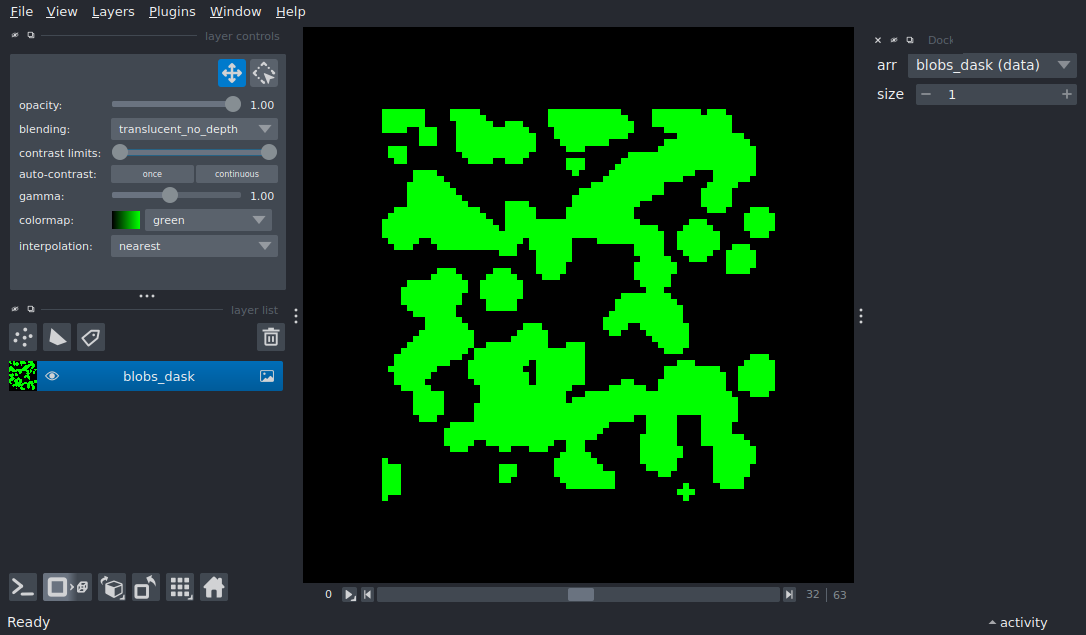 File View Layers Plugins Window Help
layer controls
opacity: 1.00
blending: translucent_no_depth
contrast limits:
auto-contrast: once continuous
gamma: 1.00
colormap: green
interpolation: nearest
layer list
blobs_dask
0 32 63
Dock
arr blobs_dask (data)
size 1
Ready
activity